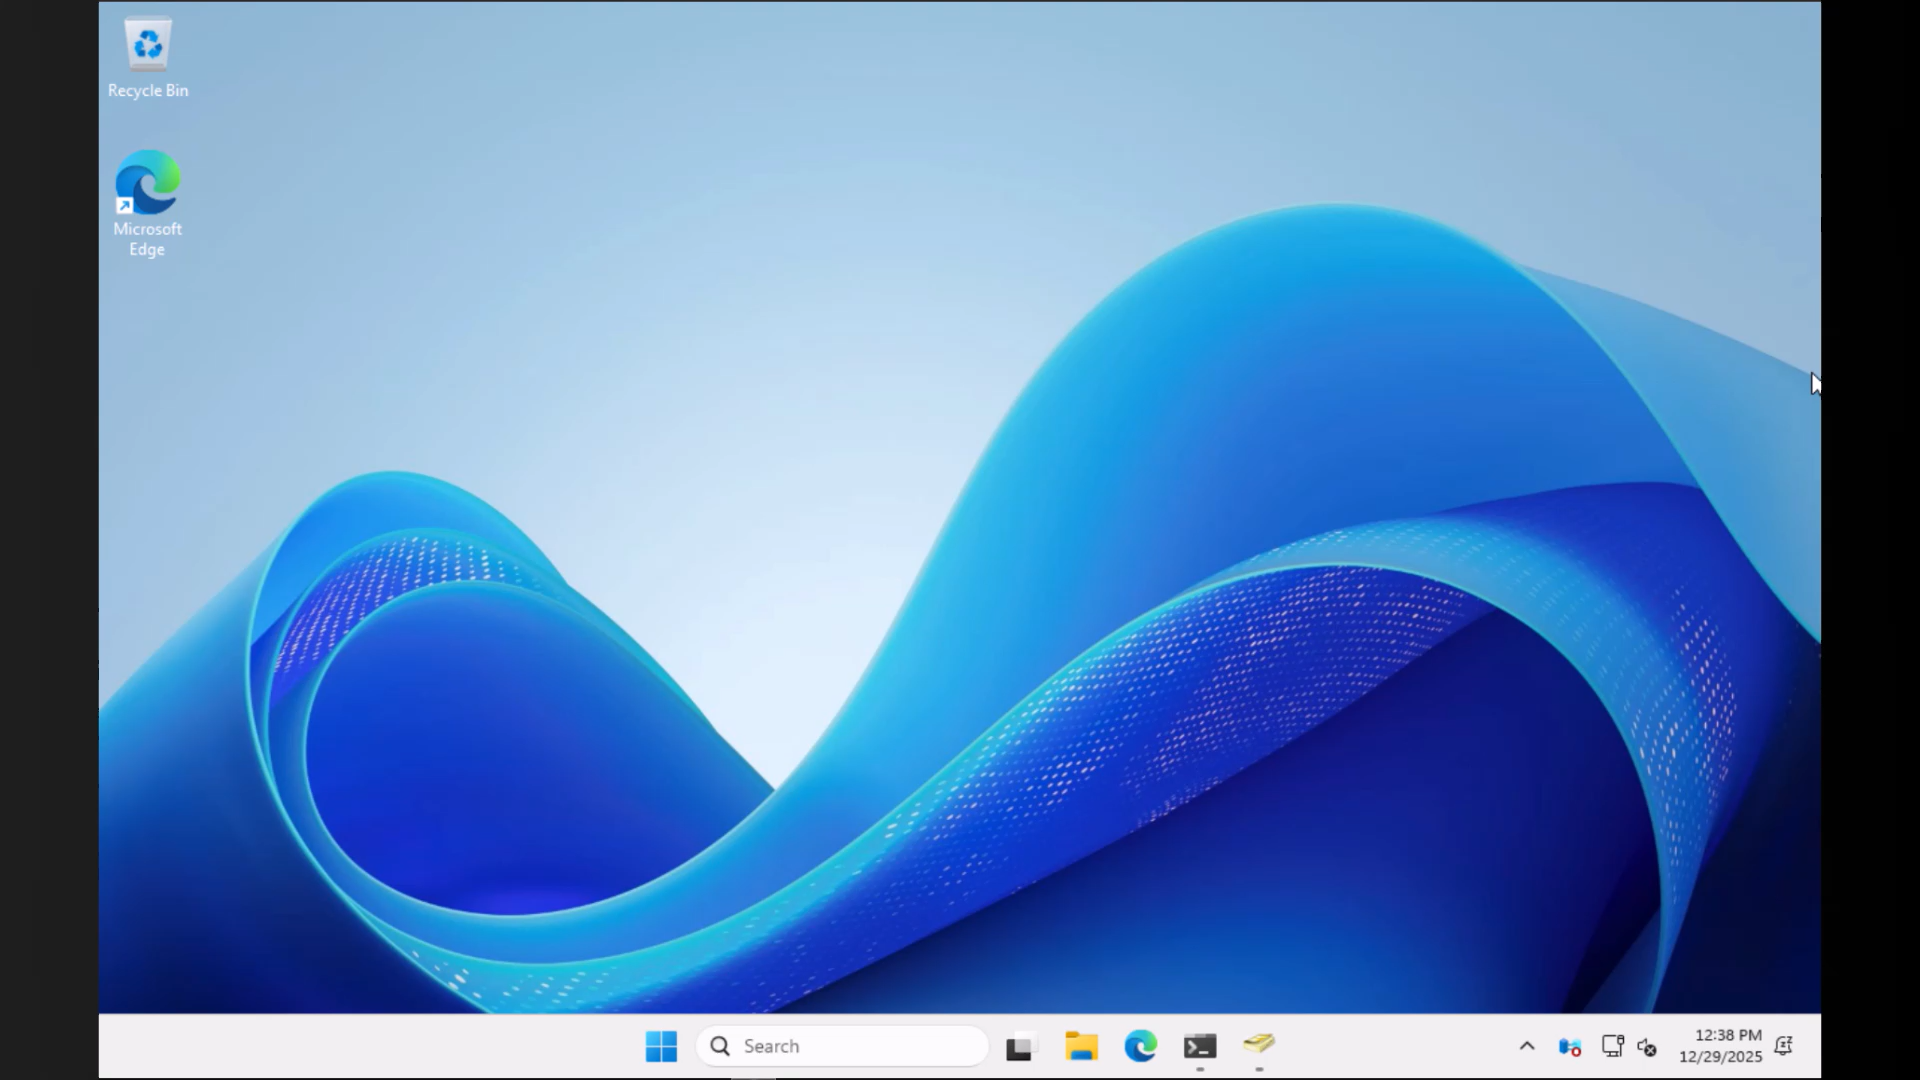 Recycle Bin
Microsoft
Edge
Search
12:38 PM
12/29/2025